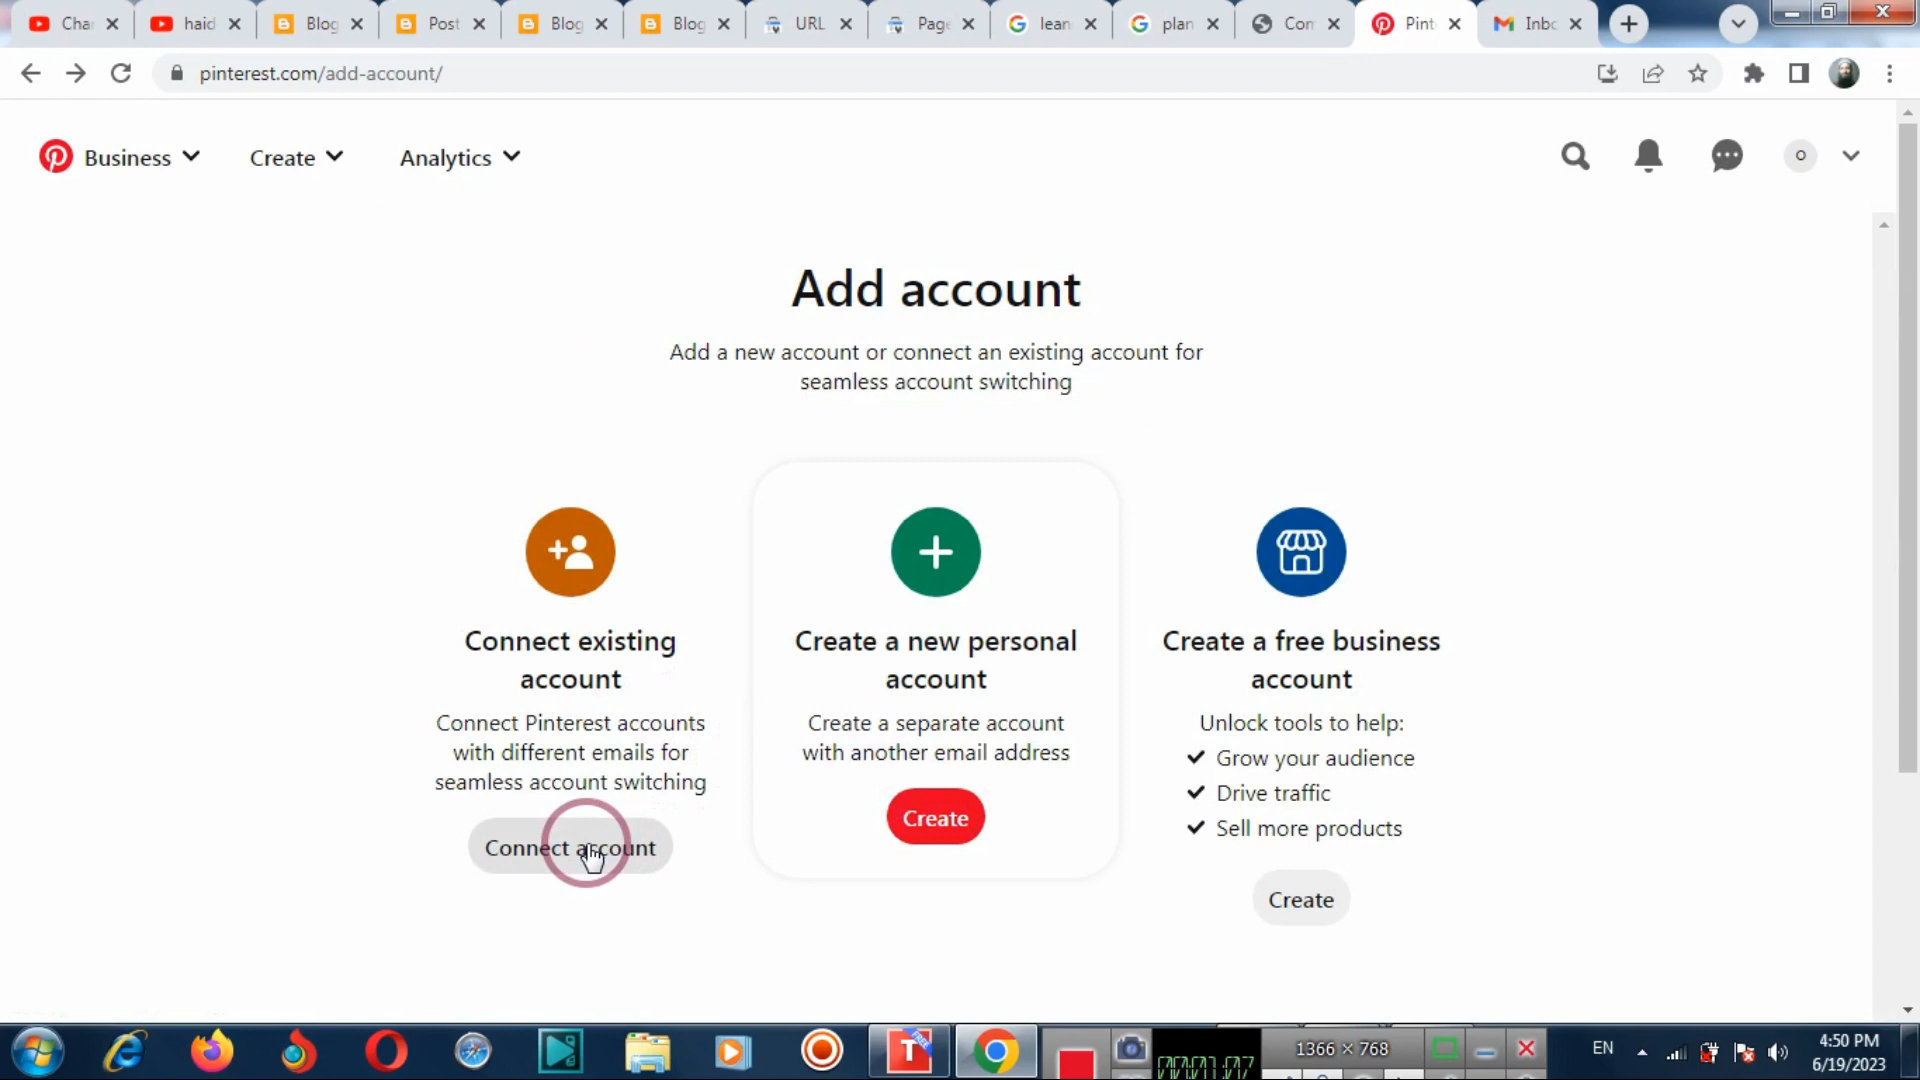 Cha haid Blog Post Blog Blog URL Page lean plan Con Pint Inbo
pinterest.com/add-account/
Business Create Analytics
o
Add account
Add a new account or connect an existing account for
seamless account switching
Connect existing
account
Connect Pinterest accounts
with different emails for
seamless account switching
Connect account
Create a new personal
account
Create a separate account
with another email address
Create
Create a free business
account
Unlock tools to help:
Grow your audience
Drive traffic
Sell more products
Create
T FREE
1366 × 768
EN
4:50 PM
6/19/2023